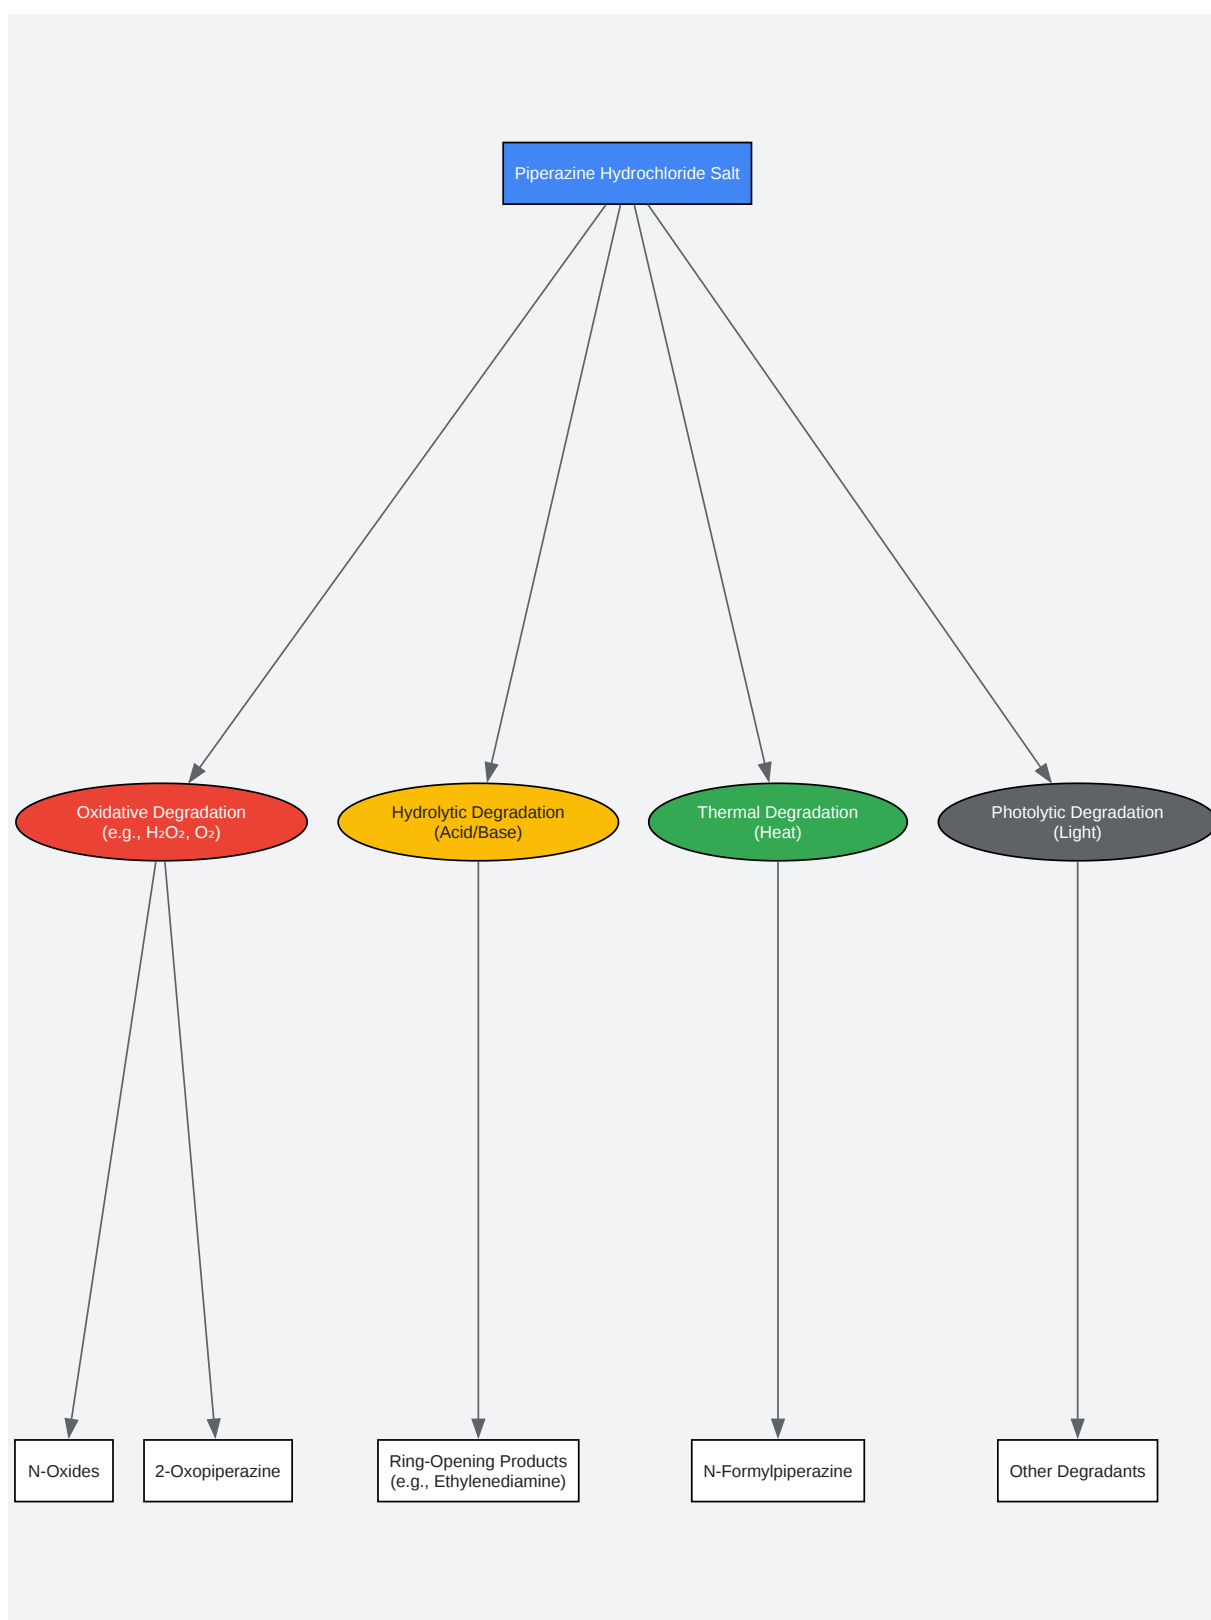 Piperazine Hydrochloride Salt
Oxidative Degradation
(e.g., H₂O₂, O₂)
Hydrolytic Degradation
(Acid/Base)
Thermal Degradation
(Heat)
Photolytic Degradation
(Light)
N-Oxides
2-Oxopiperazine
Ring-Opening Products
(e.g., Ethylenediamine)
N-Formylpiperazine
Other Degradants